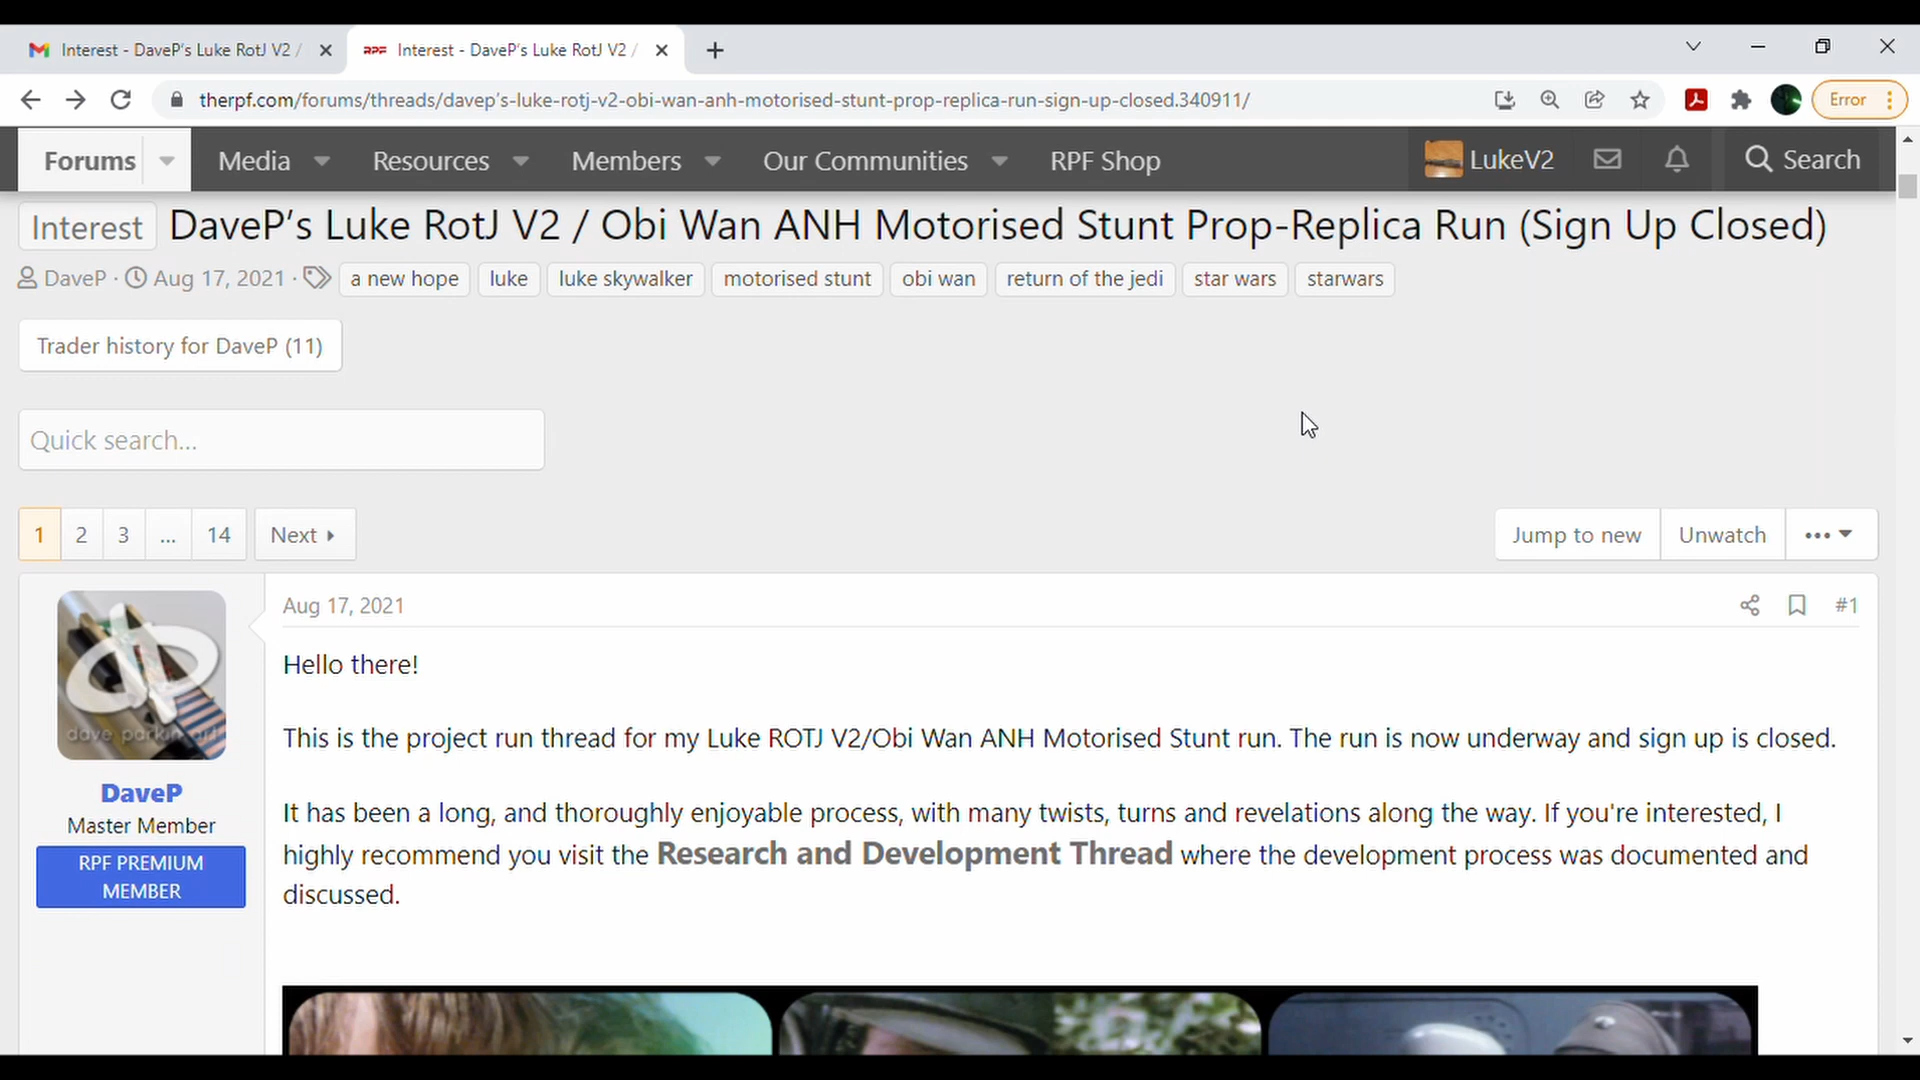 Interest - DaveP's Luke RotJ V2 /
RPF Interest - DaveP's Luke RotJ V2 /
therpf.com/forums/threads/davep's-luke-rotj-v2-obi-wan-anh-motorised-stunt-prop-replica-run-sign-up-closed.340911/
Error
Forums Media Resources Members Our Communities RPF Shop LukeV2 Search
Interest DaveP's Luke RotJ V2 / Obi Wan ANH Motorised Stunt Prop-Replica Run (Sign Up Closed)
DaveP · Aug 17, 2021 · a new hope luke luke skywalker motorised stunt obi wan return of the jedi star wars starwars
Trader history for DaveP (11)
Quick search...
1 2 3 ... 14 Next Jump to new Unwatch •••
Aug 17, 2021 #1
Hello there!
This is the project run thread for my Luke ROTJ V2/Obi Wan ANH Motorised Stunt run. The run is now underway and sign up is closed.
It has been a long, and thoroughly enjoyable process, with many twists, turns and revelations along the way. If you're interested, I
highly recommend you visit the Research and Development Thread where the development process was documented and
discussed.
dp
dave parkin art
DaveP
Master Member
RPF PREMIUM
MEMBER